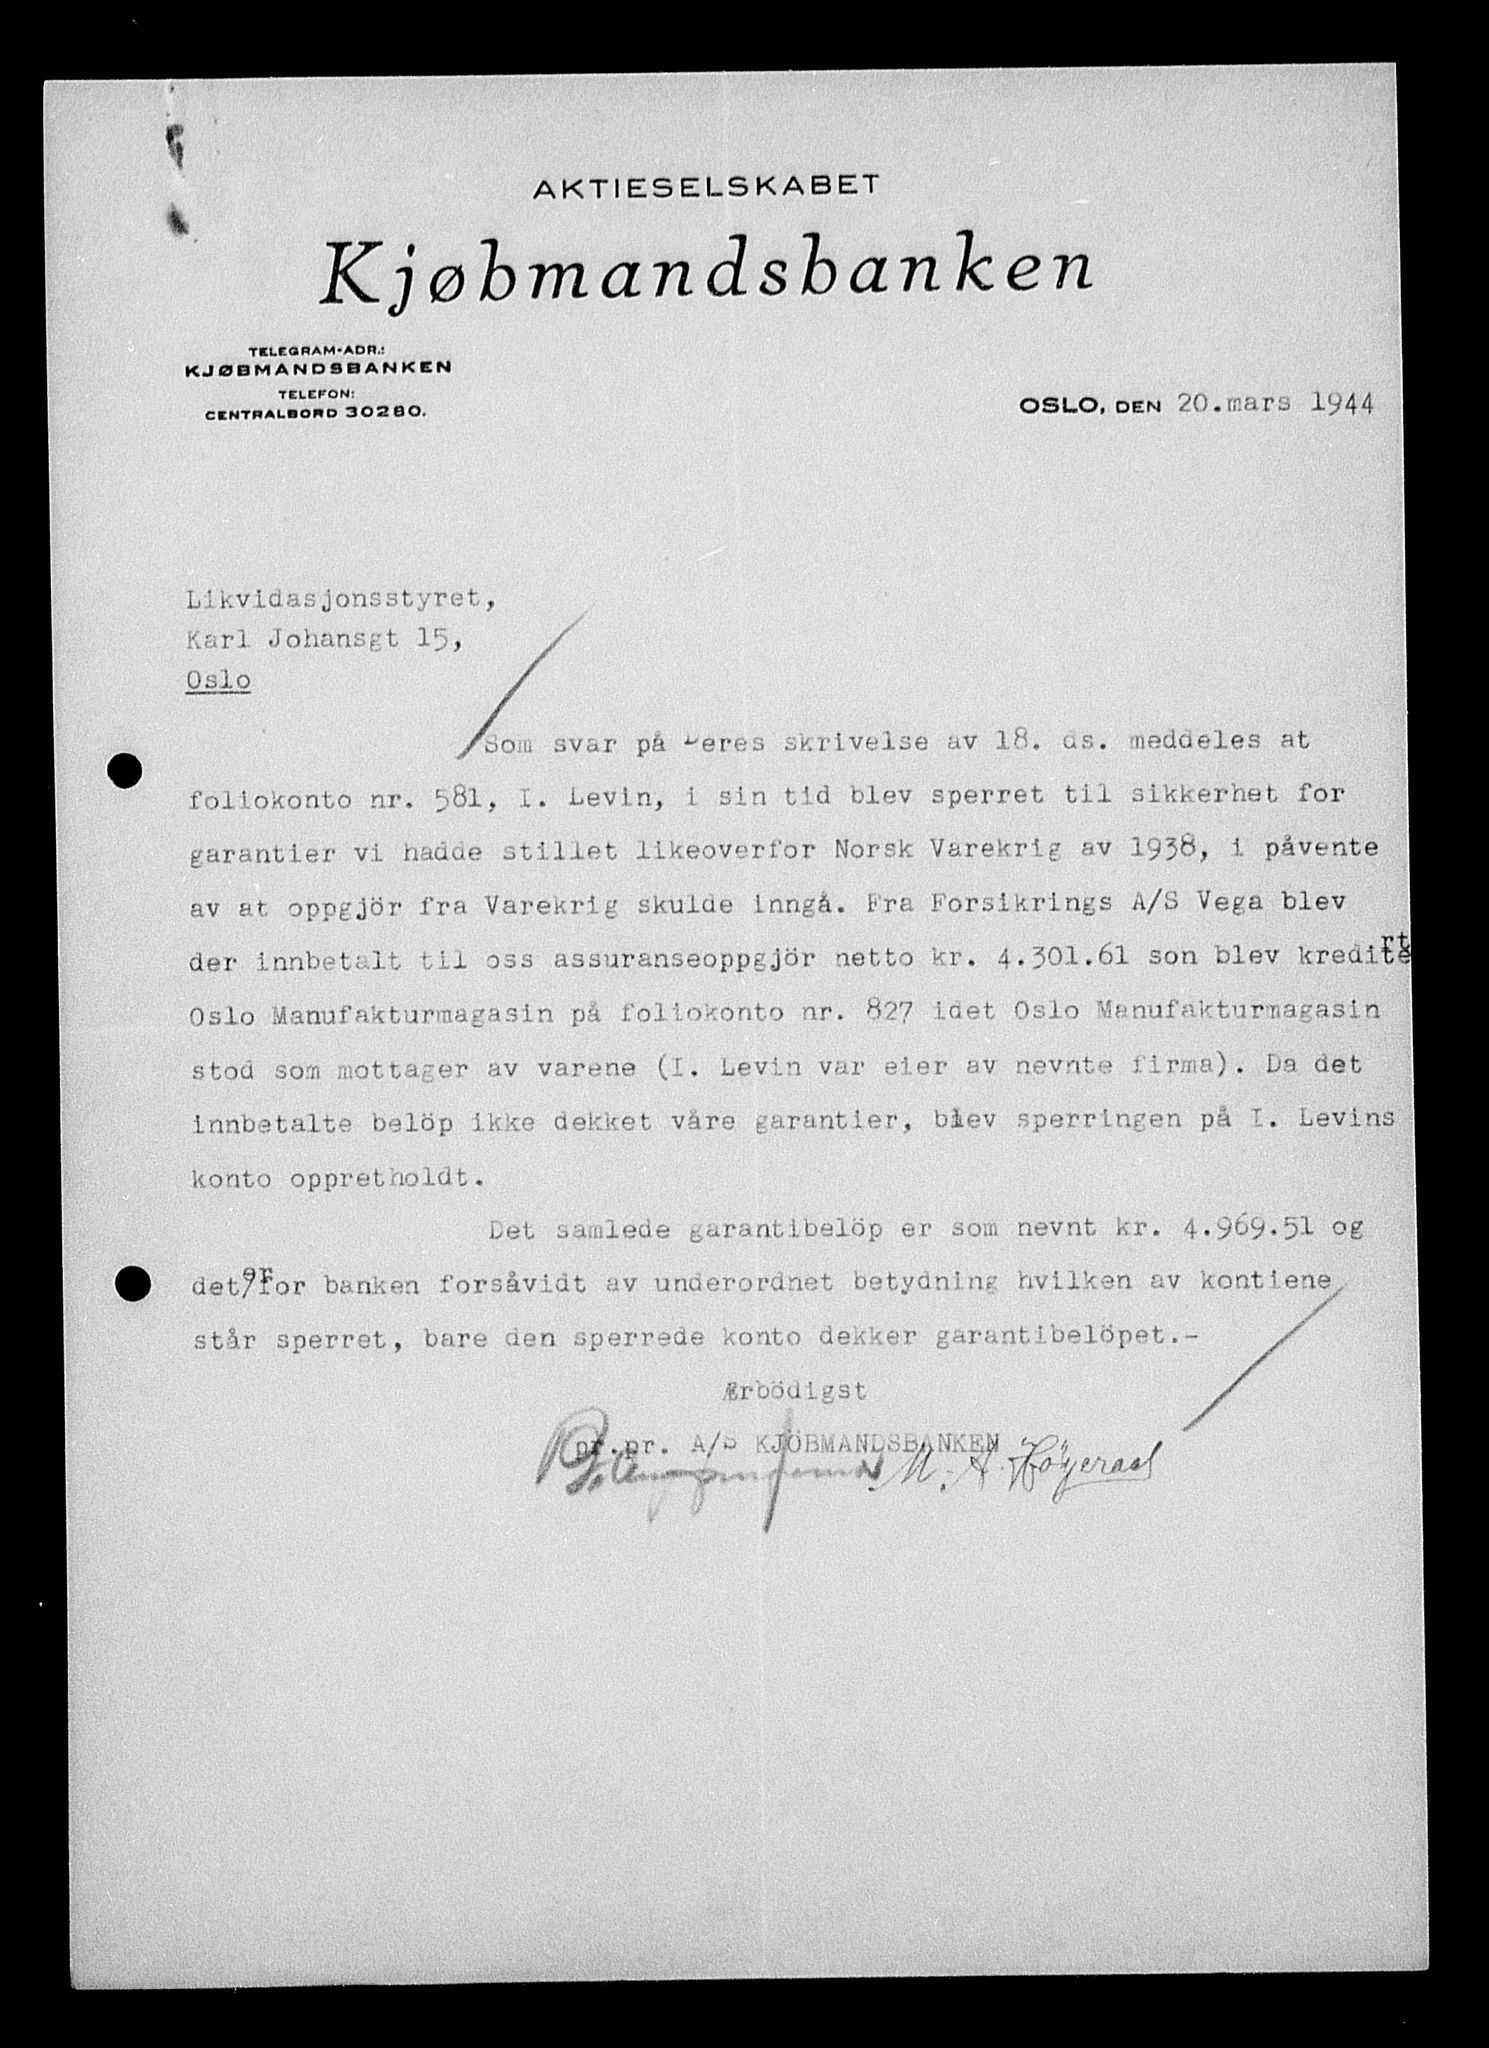 AKTIESELSKABET
Kjøbmandsbanken
TELEGRAM-ADR.:
KJØBMANDSBANKEN
TELEFON:
CENTRALBORD 30280.
OSLO, DEN 20.mars 1944
Likvidasjonsstyret,
Karl Johansgt 15,
Oslo
Som svar på Deres skrivelse av 18. ds. meddeles at
foliokonto nr. 581, I. Levin, i sin tid blev sperret til sikkerhet for
garantier vi hadde stillet likeoverfor Norsk Varekrig av 1938, i påvente
av at oppgjör fra Varekrig skulde inngå. Fra Forsikrings A/S Vega blev
der innbetalt til oss assuranseoppgjör netto kr. 4.301.61 son blev kreditert
Oslo Manufakturmagasin på foliokonto nr. 827 idet Oslo Manufakturmagasin
stod som mottager av varene (I. Levin var eier av nevnte firma). Da det
innbetalte belöp ikke dekket våre garantier, blev sperringen på I. Levins
konto oppretholdt.
Det samlede garantibelöp er som nevnt kr. 4.969.51 og
det er for banken forsåvidt av underordnet betydning hvilken av kontiene
står sperret, bare den sperrede konto dekker garantibelöpet.-
Ærbödigst
pr.pr. A/S KJÖBMANDSBANKEN
M. A. Höyeraal